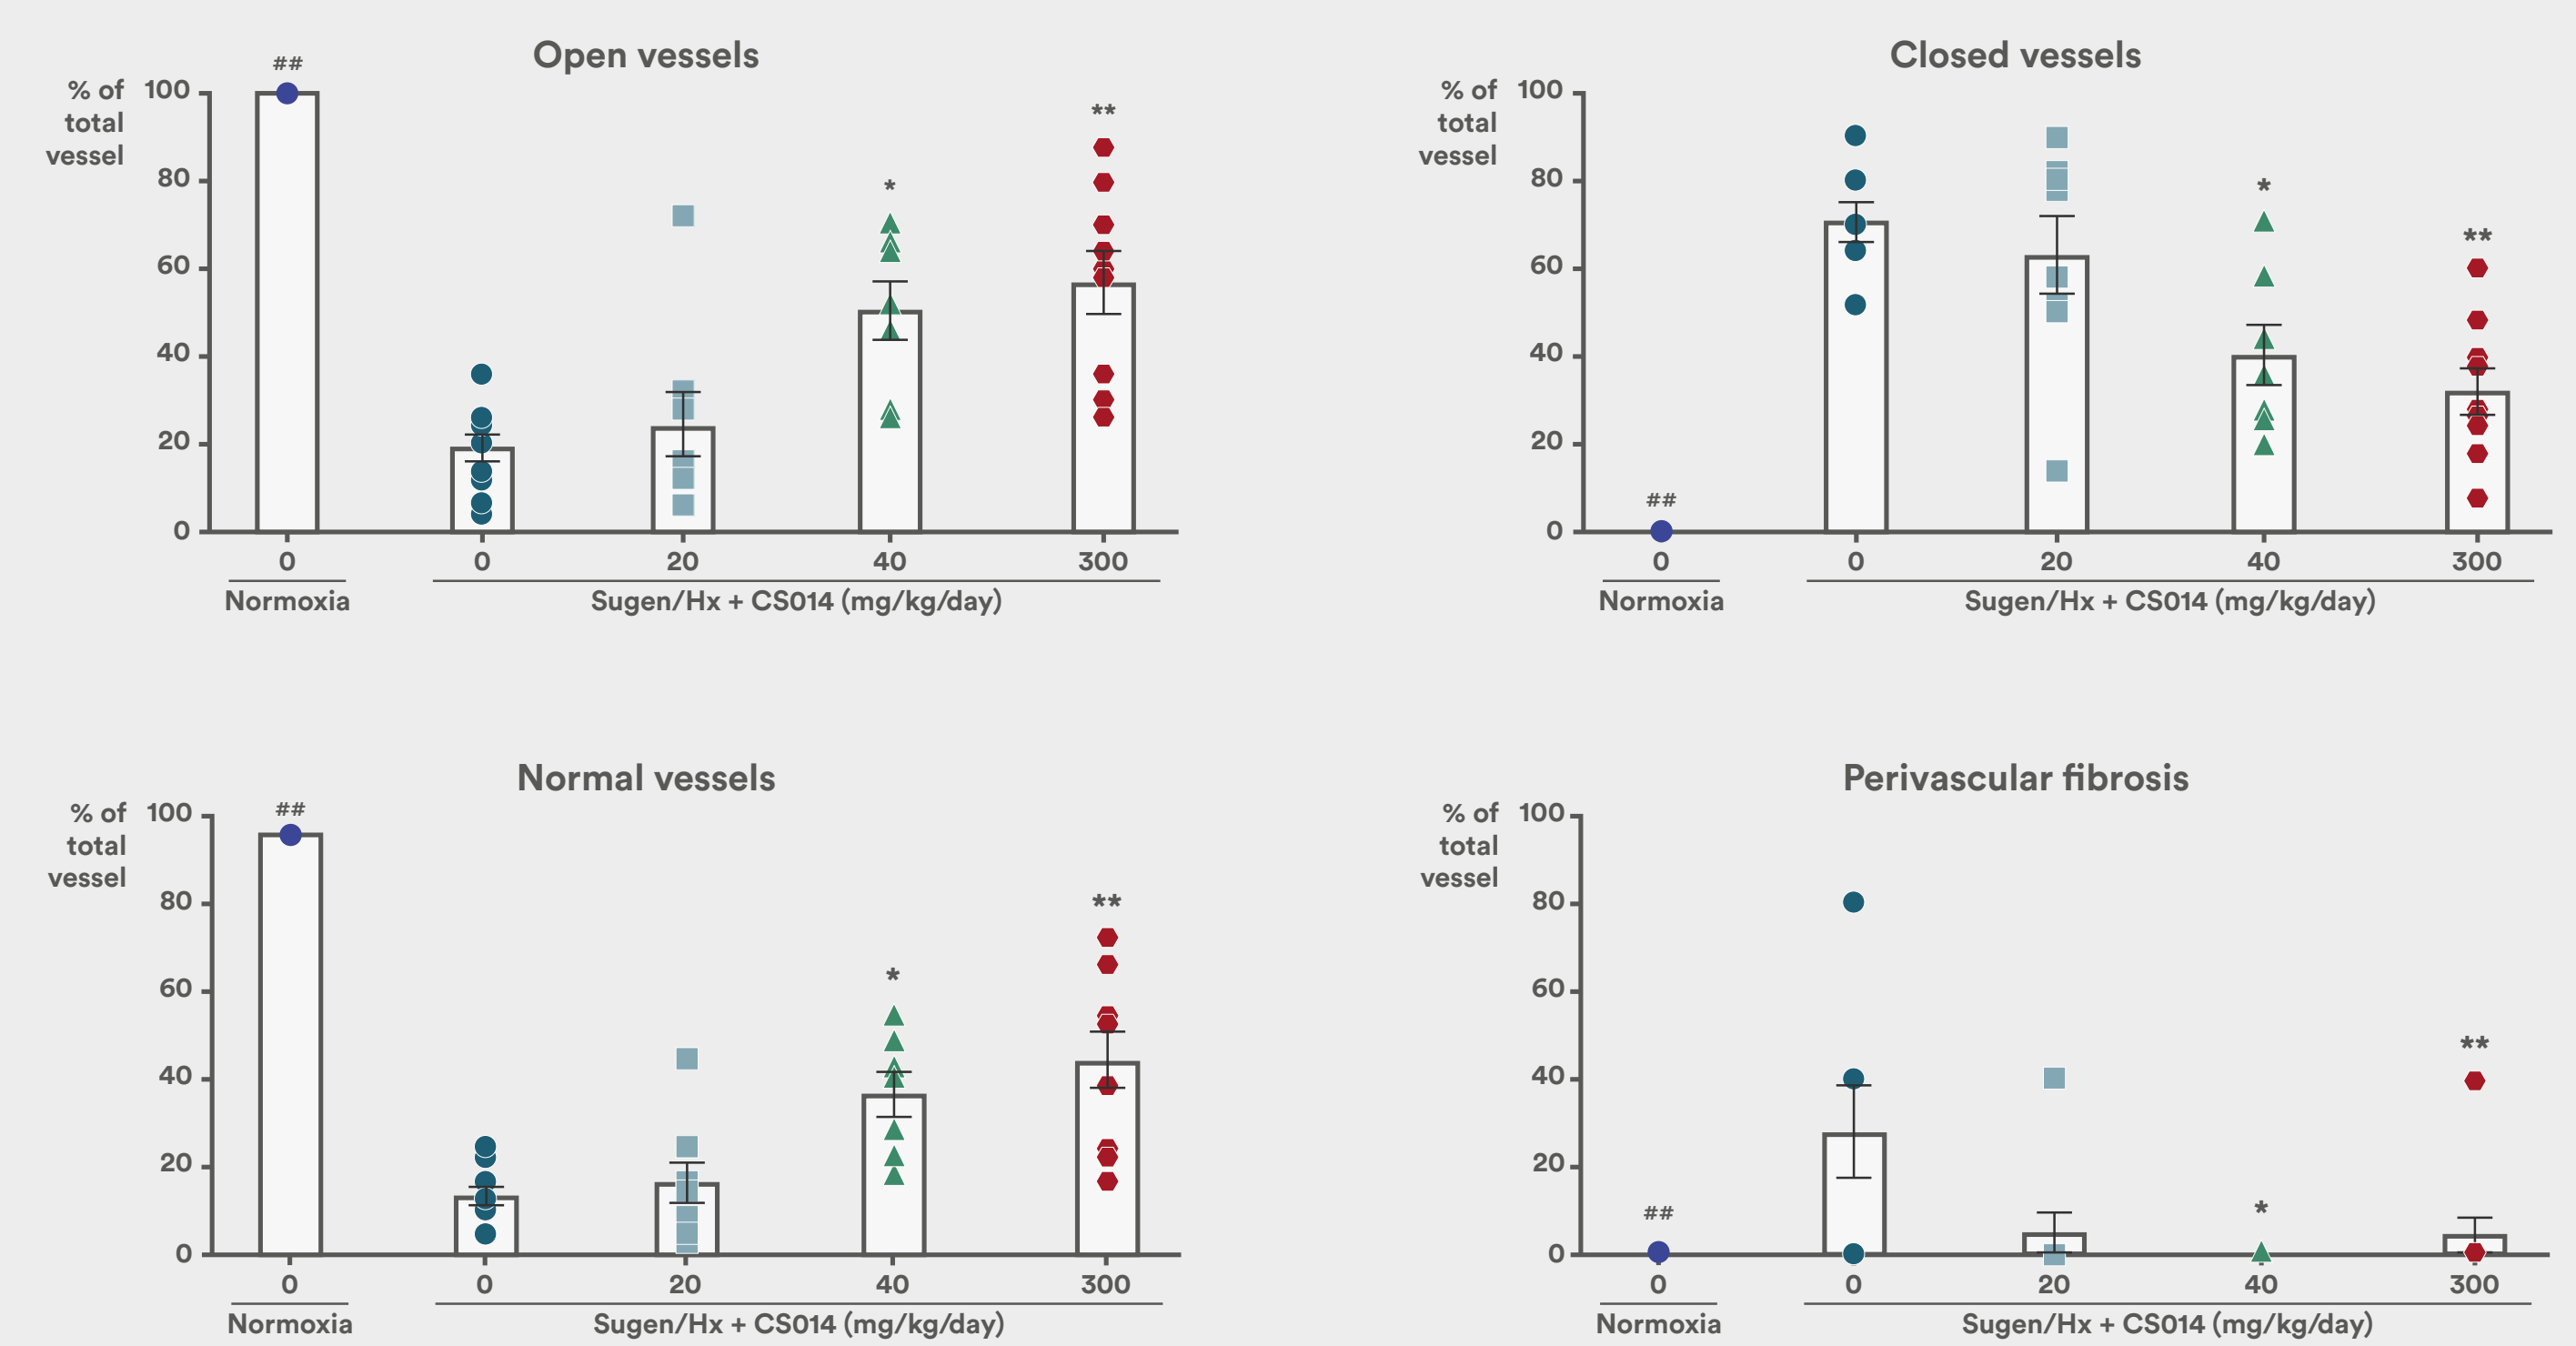 Open vessels
% of
total
vessel
100
80
60
40
20
0
##
*
**
0
0
20
40
300
Normoxia
Sugen/Hx + CS014 (mg/kg/day)
Closed vessels
% of
total
vessel
100
80
60
40
20
0
##
*
**
0
0
20
40
300
Normoxia
Sugen/Hx + CS014 (mg/kg/day)
Normal vessels
% of
total
vessel
100
80
60
40
20
0
##
*
**
0
0
20
40
300
Normoxia
Sugen/Hx + CS014 (mg/kg/day)
Perivascular fibrosis
% of
total
vessel
100
80
60
40
20
0
##
*
**
0
0
20
40
300
Normoxia
Sugen/Hx + CS014 (mg/kg/day)